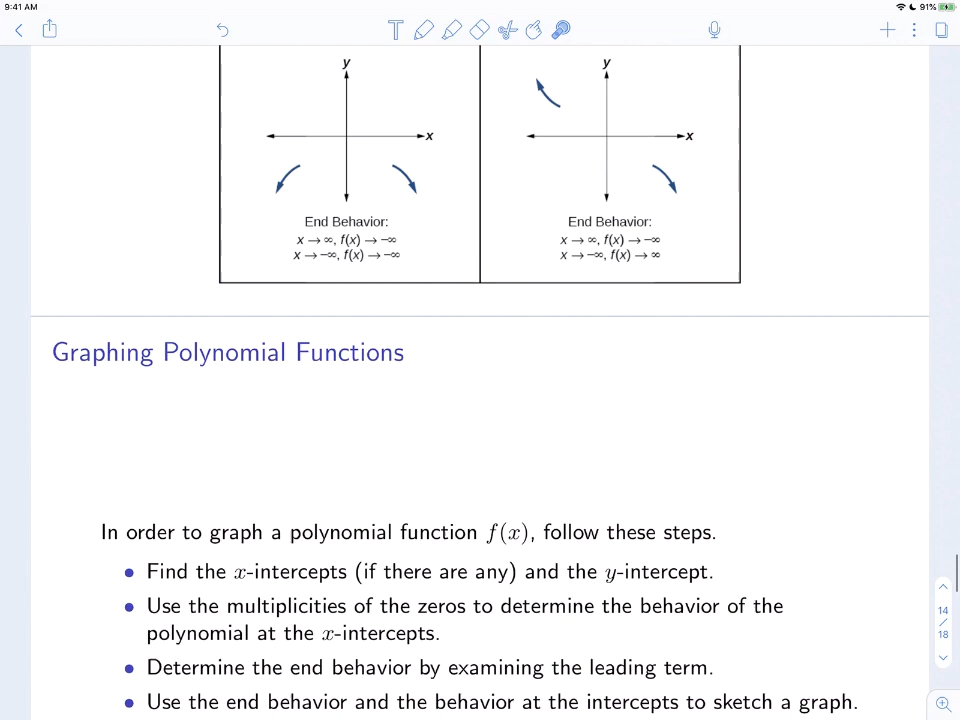 9:41 AM
91%
y
y
x
x
End Behavior:
x → ∞, f(x) → −∞
x → −∞, f(x) → −∞
End Behavior:
x → ∞, f(x) → −∞
x → −∞, f(x) → ∞
Graphing Polynomial Functions
In order to graph a polynomial function f(x), follow these steps.
• Find the x-intercepts (if there are any) and the y-intercept.
• Use the multiplicities of the zeros to determine the behavior of the
polynomial at the x-intercepts.
• Determine the end behavior by examining the leading term.
• Use the end behavior and the behavior at the intercepts to sketch a graph.
14
/
18